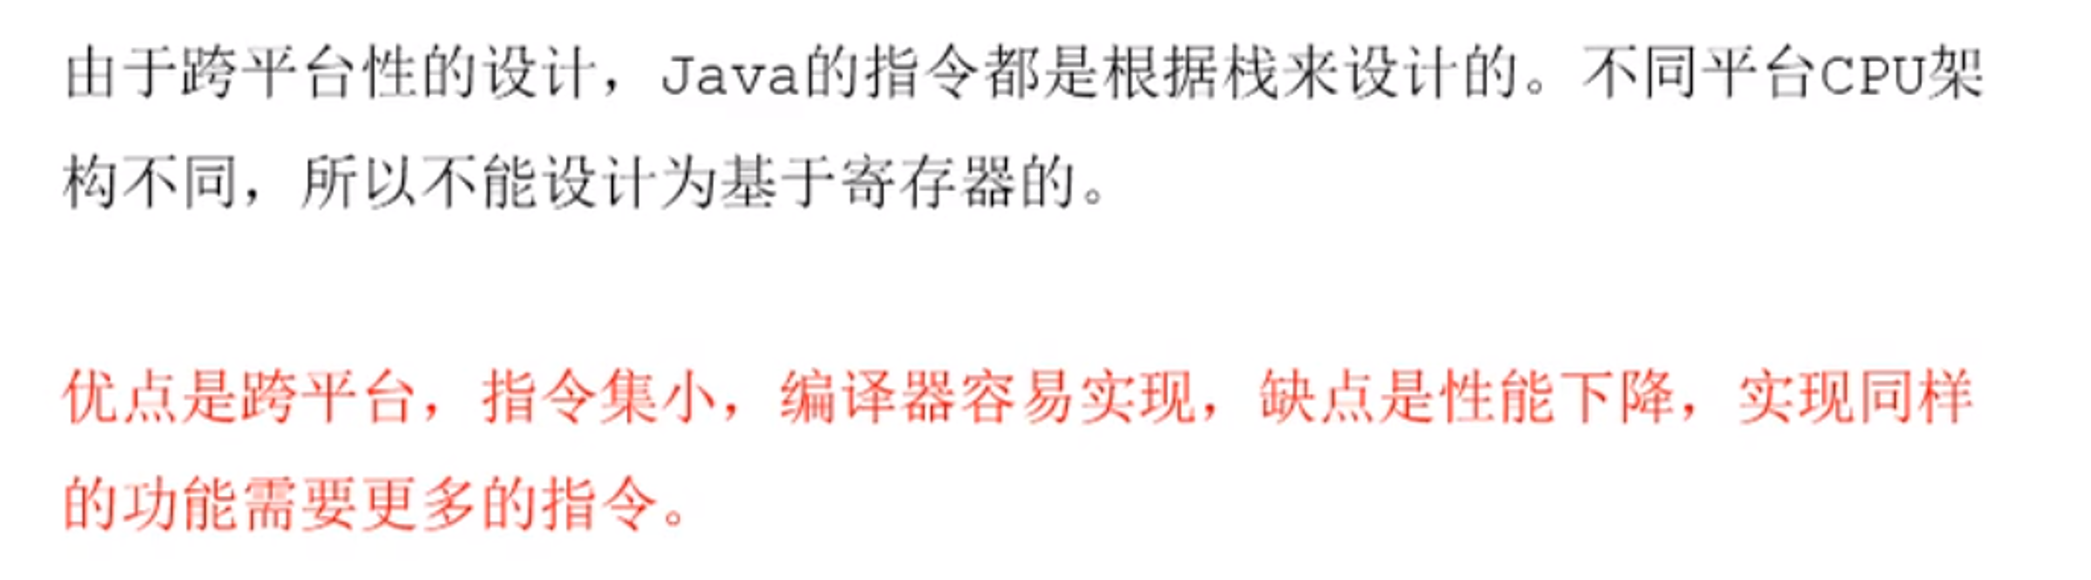 由于跨平台性的设计，Java的指令都是根据栈来设计的。不同平台CPU架
构不同，所以不能设计为基于寄存器的。
优点是跨平台，指令集小，编译器容易实现，缺点是性能下降，实现同样
的功能需要更多的指令。